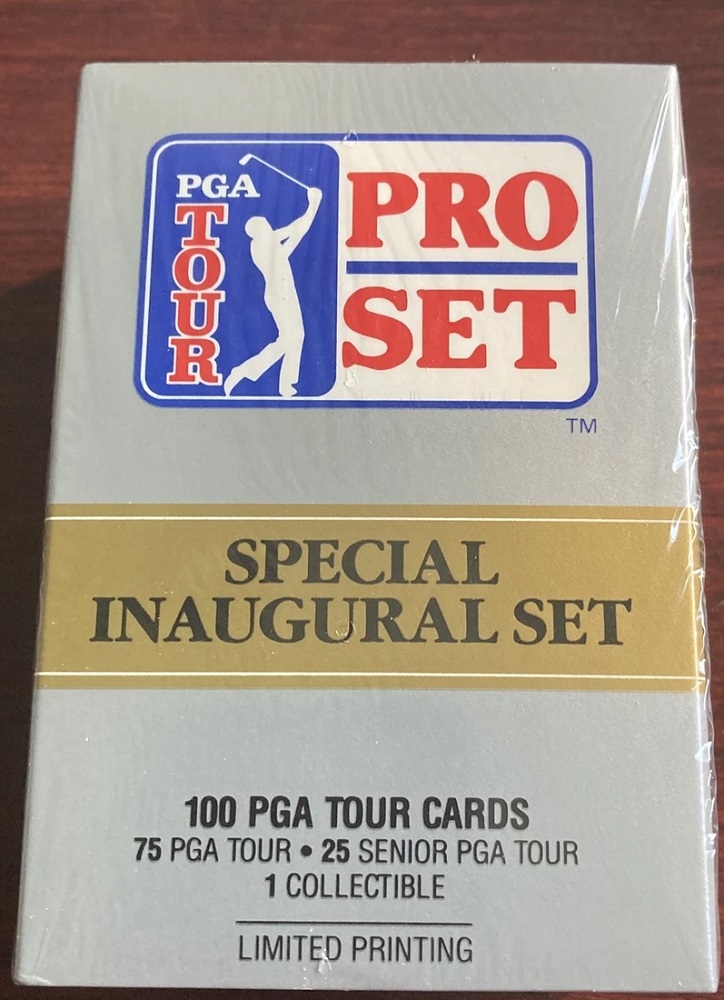 PGA
TOUR
PRO
SET
TM
SPECIAL
INAUGURAL SET
100 PGA TOUR CARDS
75 PGA TOUR • 25 SENIOR PGA TOUR
1 COLLECTIBLE
LIMITED PRINTING